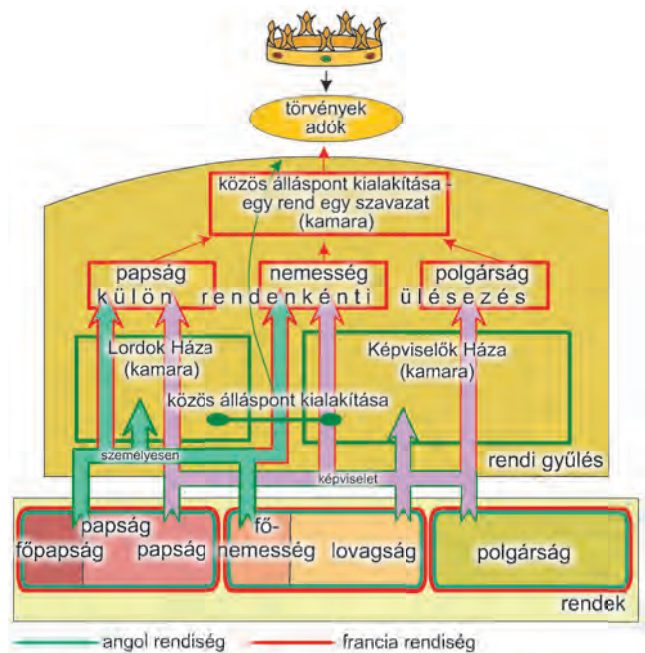 törvények
adók
közös álláspont kialakítása -
egy rend egy szavazat
(kamara)
papság
nemesség
polgárság
külön rendenkénti ülésezés
Lordok Háza
(kamara)
Képviselők Háza
(kamara)
közös álláspont kialakítása
személyesen
rendi gyűlés
képviselet
papság
főpapság
papság
fő-
nemesség
lovagság
polgárság
rendek
angol rendiség
francia rendiség